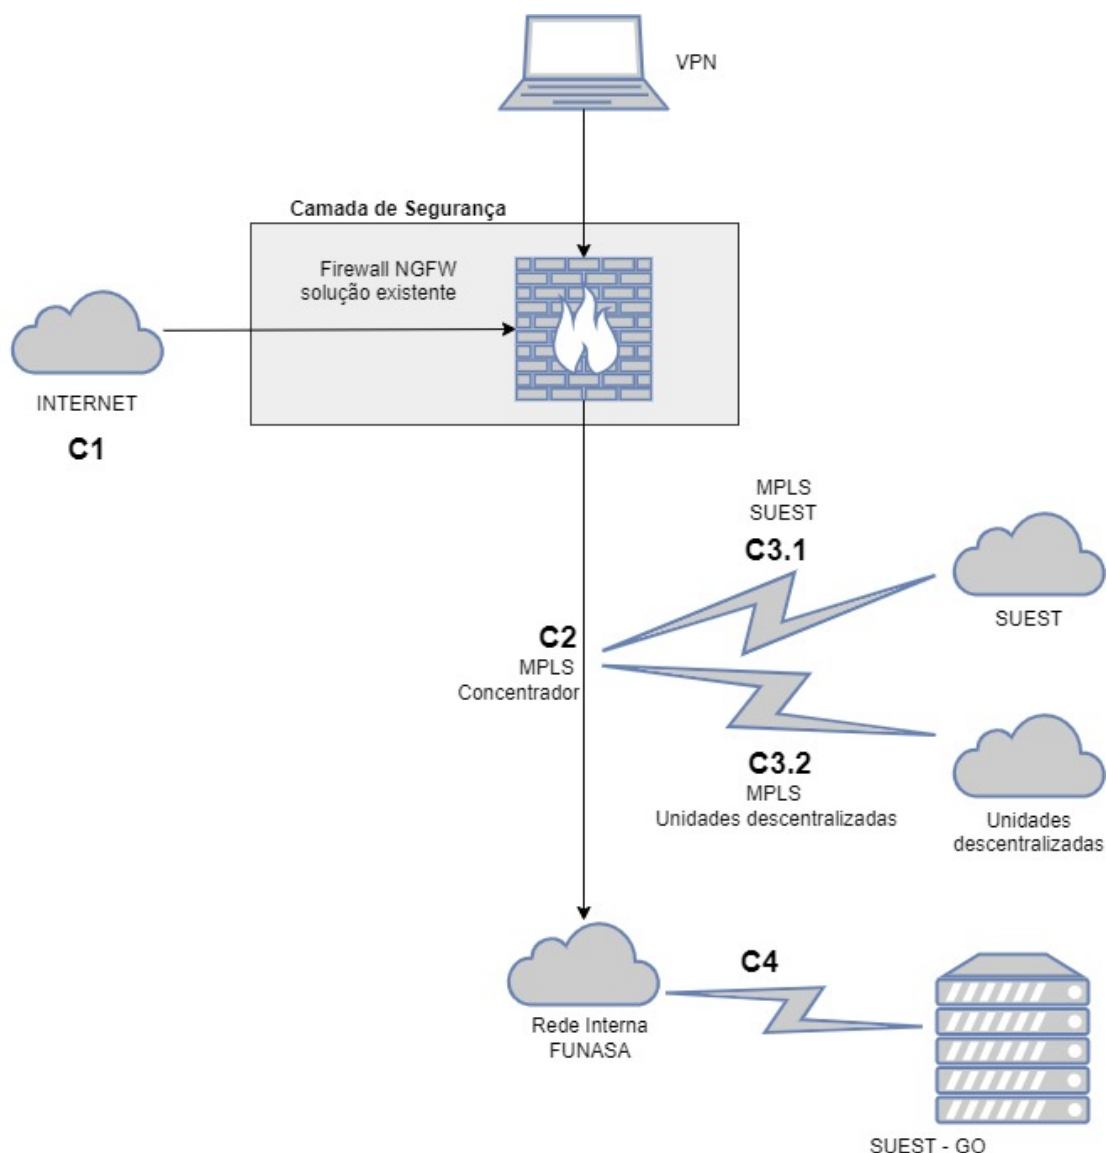 VPN
Camada de Segurança
Firewall NGFW
solução existente
INTERNET
C1
MPLS
SUEST
C3.1
SUEST
C2
MPLS
Concentrador
C3.2
MPLS
Unidades descentralizadas
Unidades
descentralizadas
C4
Rede Interna
FUNASA
SUEST - GO